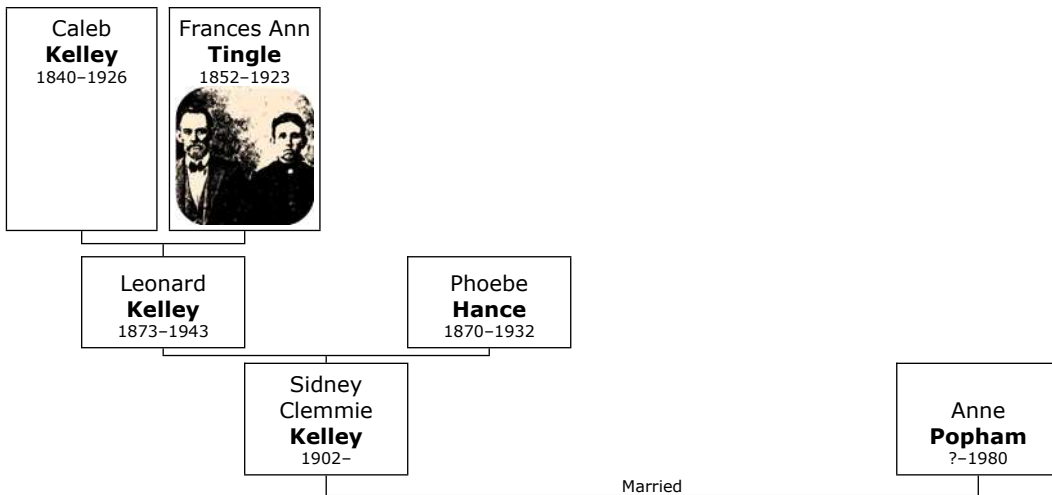 Caleb
Kelley
1840–1926
Frances Ann
Tingle
1852–1923
Leonard
Kelley
1873–1943
Phoebe
Hance
1870–1932
Sidney
Clemmie
Kelley
1902–
Anne
Popham
?–1980
Married